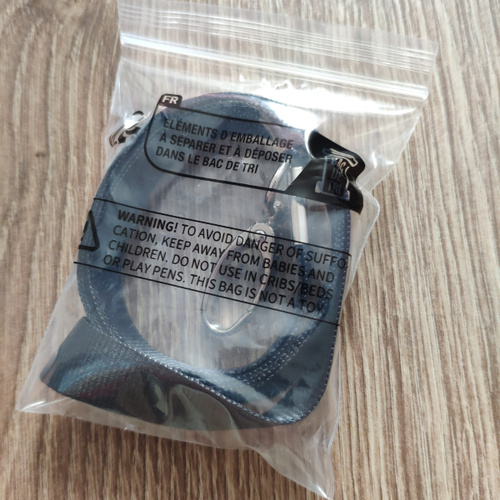 FR
ÉLÉMENTS D'EMBALLAGE
À SÉPARER ET À DÉPOSER
DANS LE BAC DE TRI
WARNING! TO AVOID DANGER OF SUFFO
CATION, KEEP AWAY FROM BABIES AND
CHILDREN. DO NOT USE IN CRIBS/BEDS
OR PLAY PENS. THIS BAG IS NOT A TOY